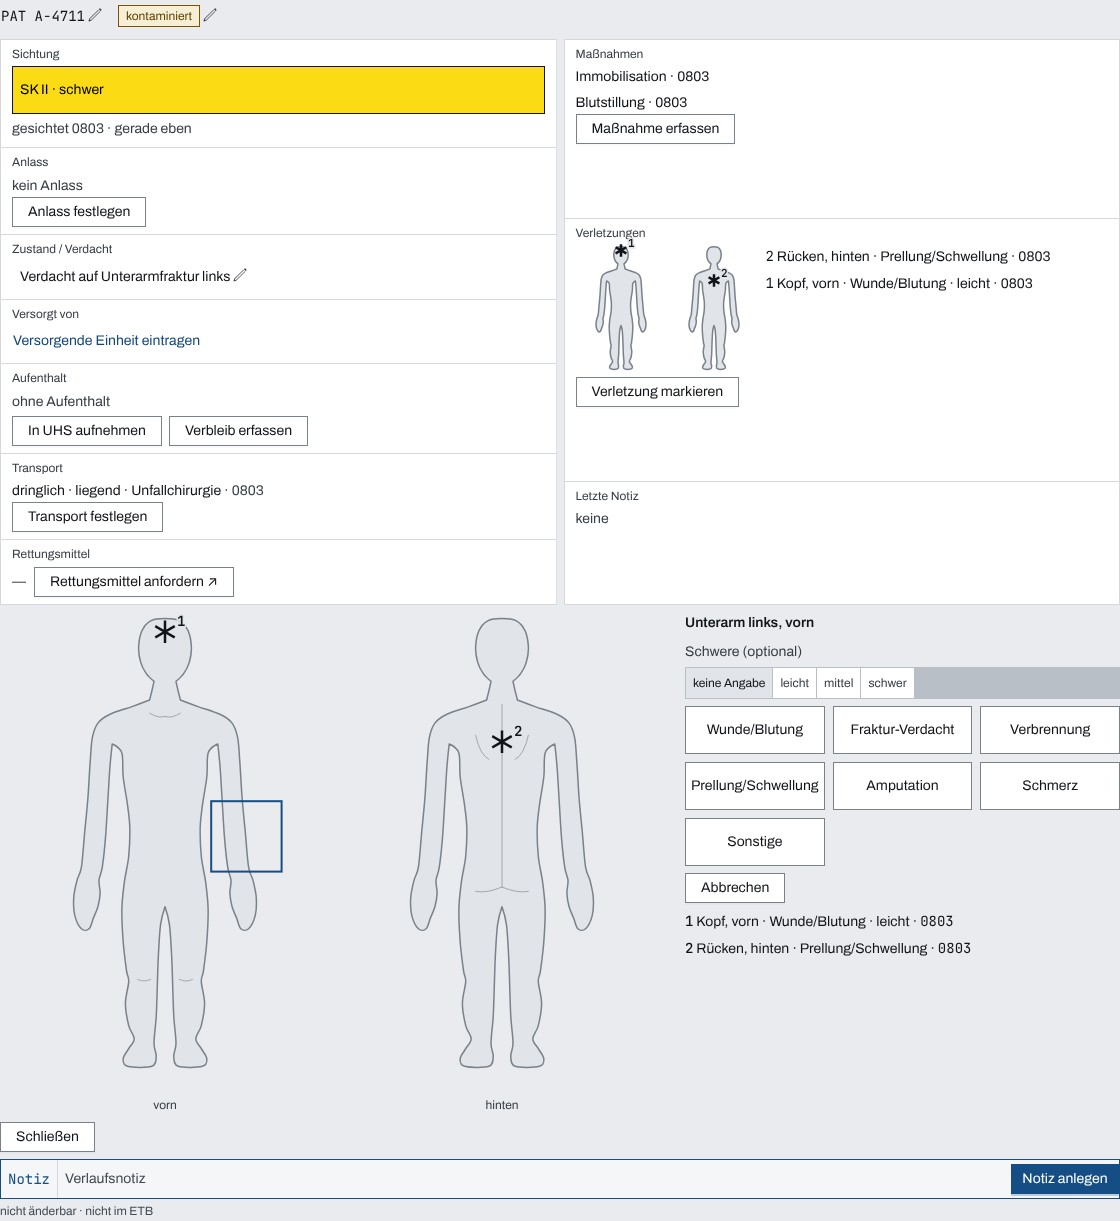 PAT A-4711 kontaminiert
Sichtung
SK II · schwer
gesichtet 0803 · gerade eben
Anlass
kein Anlass
Anlass festlegen
Zustand / Verdacht
Verdacht auf Unterarmfraktur links
Versorgt von
Versorgende Einheit eintragen
Aufenthalt
ohne Aufenthalt
In UHS aufnehmen Verbleib erfassen
Transport
dringlich · liegend · Unfallchirurgie · 0803
Transport festlegen
Rettungsmittel
— Rettungsmittel anfordern ↗
Maßnahmen
Immobilisation · 0803
Blutstillung · 0803
Maßnahme erfassen
Verletzungen
1
2
2 Rücken, hinten · Prellung/Schwellung · 0803
1 Kopf, vorn · Wunde/Blutung · leicht · 0803
Verletzung markieren
Letzte Notiz
keine
1
2
vorn
hinten
Unterarm links, vorn
Schwere (optional)
keine Angabe leicht mittel schwer
Wunde/Blutung Fraktur-Verdacht Verbrennung
Prellung/Schwellung Amputation Schmerz
Sonstige
Abbrechen
1 Kopf, vorn · Wunde/Blutung · leicht · 0803
2 Rücken, hinten · Prellung/Schwellung · 0803
Schließen
Notiz Verlaufsnotiz Notiz anlegen
nicht änderbar · nicht im ETB